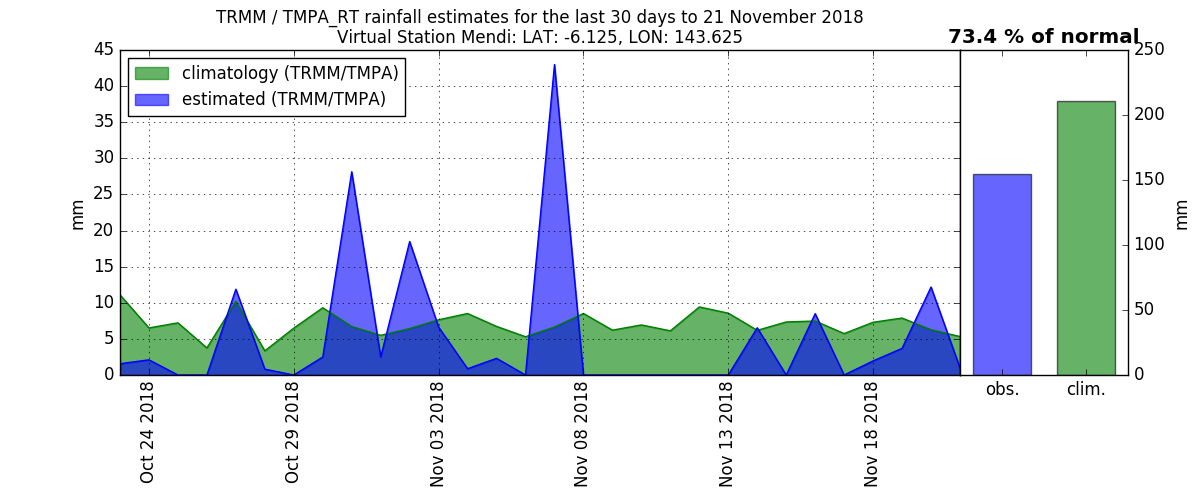 TRMM / TMPA_RT rainfall estimates for the last 30 days to 21 November 2018
Virtual Station Mendi: LAT: -6.125, LON: 143.625
73.4 % of normal
climatology (TRMM/TMPA)
estimated (TRMM/TMPA)
45
40
35
30
25
20
15
10
5
0
mm
Oct 24 2018
Oct 29 2018
Nov 03 2018
Nov 08 2018
Nov 13 2018
Nov 18 2018
obs.
clim.
250
200
150
100
50
0
mm